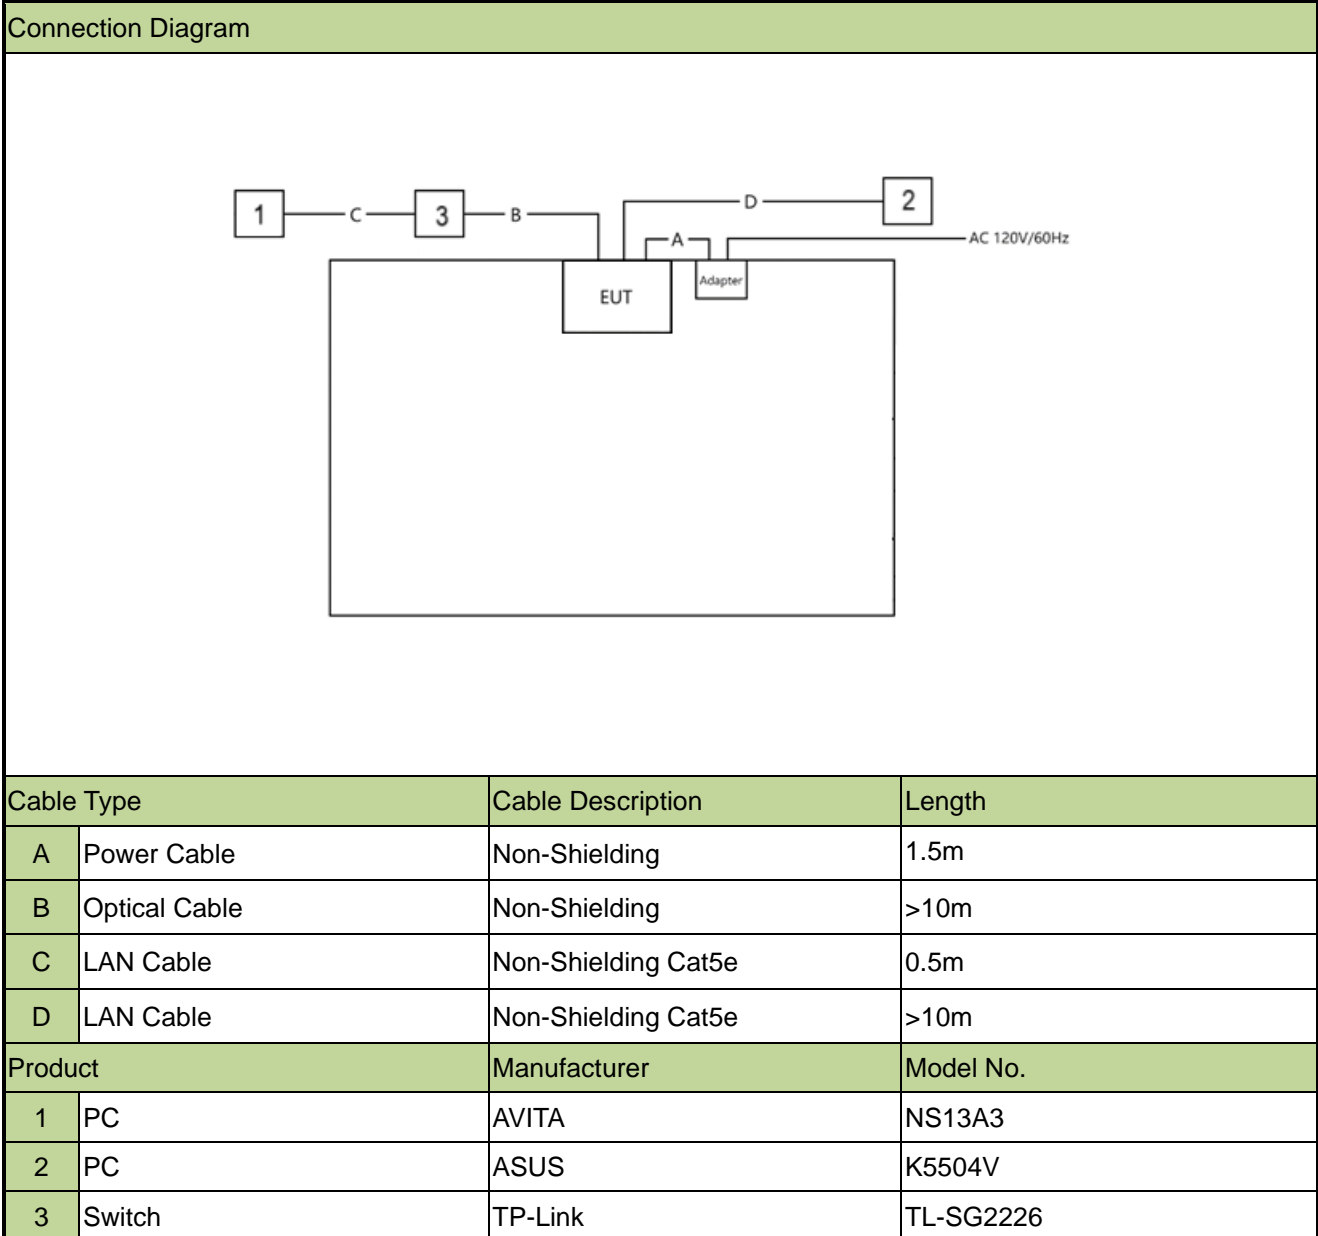 Connection Diagram
1 C 3 B D 2
A AC 120V/60Hz
EUT Adapter
Cable Type Cable Description Length
A Power Cable Non-Shielding 1.5m
B Optical Cable Non-Shielding >10m
C LAN Cable Non-Shielding Cat5e 0.5m
D LAN Cable Non-Shielding Cat5e >10m
Product Manufacturer Model No.
1 PC AVITA NS13A3
2 PC ASUS K5504V
3 Switch TP-Link TL-SG2226